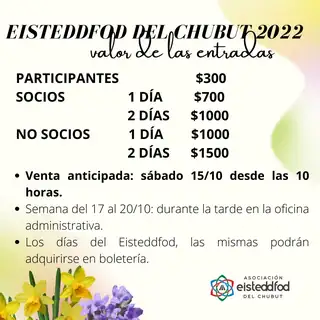 EISTEDDFOD DEL CHUBUT 2022
valor de las entradas
PARTICIPANTES $300
SOCIOS 1 DÍA $700
2 DÍAS $1000
NO SOCIOS 1 DÍA $1000
2 DÍAS $1500
• Venta anticipada: sábado 15/10 desde las 10
horas.
• Semana del 17 al 20/10: durante la tarde en la oficina
administrativa.
• Los días del Eisteddfod, las mismas podrán
adquirirse en boletería.
ASOCIACIÓN
eisteddfod
DEL CHUBUT